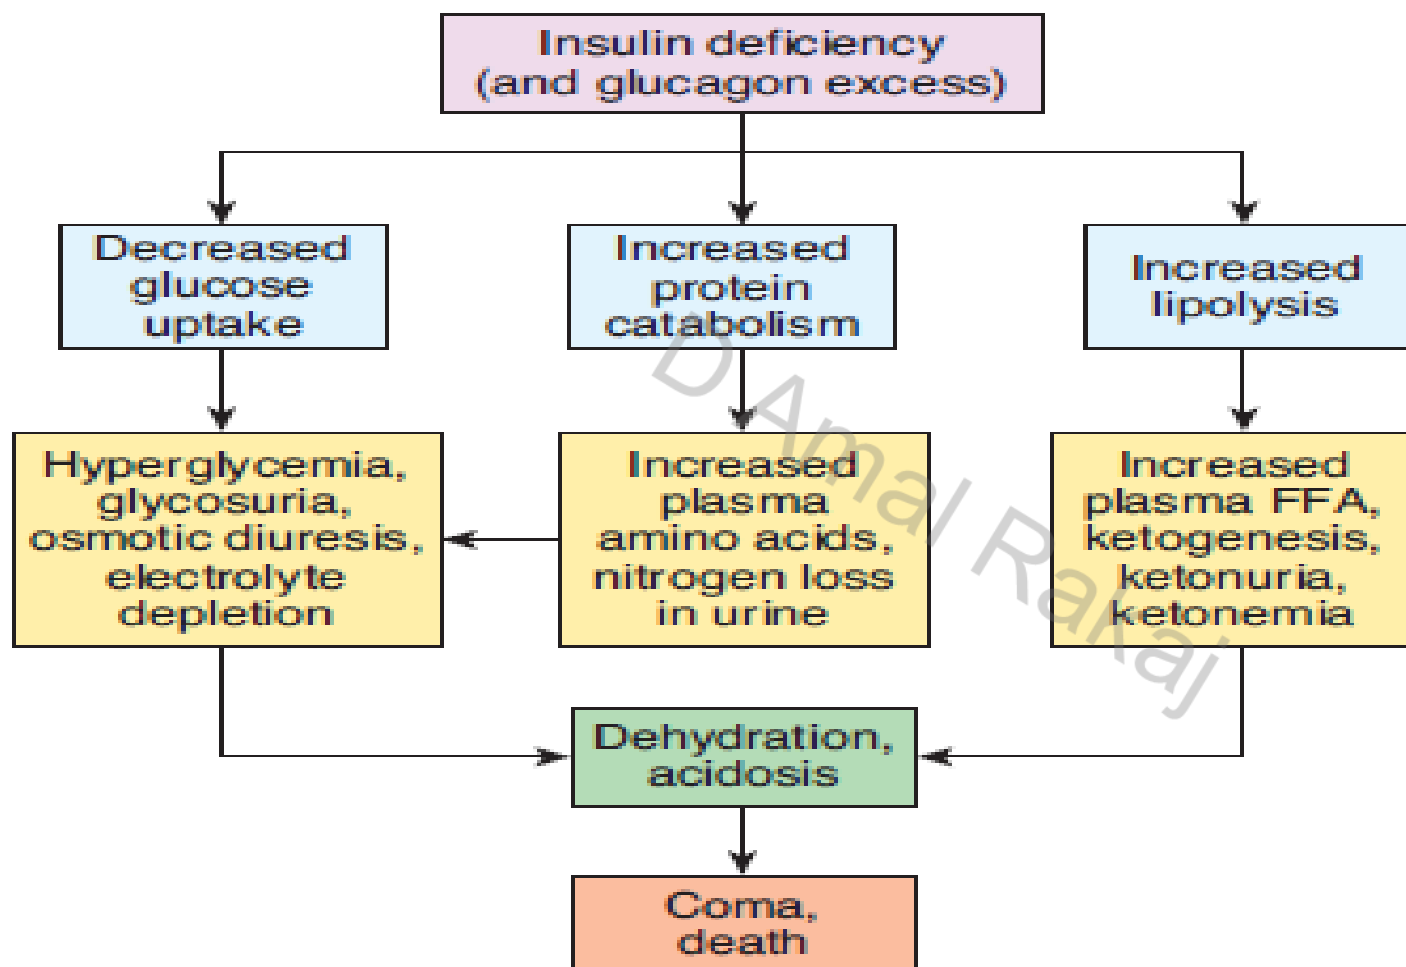 Insulin deficiency
(and glucagon excess)
Decreased
glucose
uptake
Increased
protein
catabolism
Increased
lipolysis
Hyperglycemia,
glycosuria,
osmotic diuresis,
electrolyte
depletion
Increased
plasma
amino acids,
nitrogen loss
in urine
Increased
plasma FFA,
ketogenesis,
ketonuria,
ketonemia
Dehydration,
acidosis
Coma,
death
D Amal Rakaj